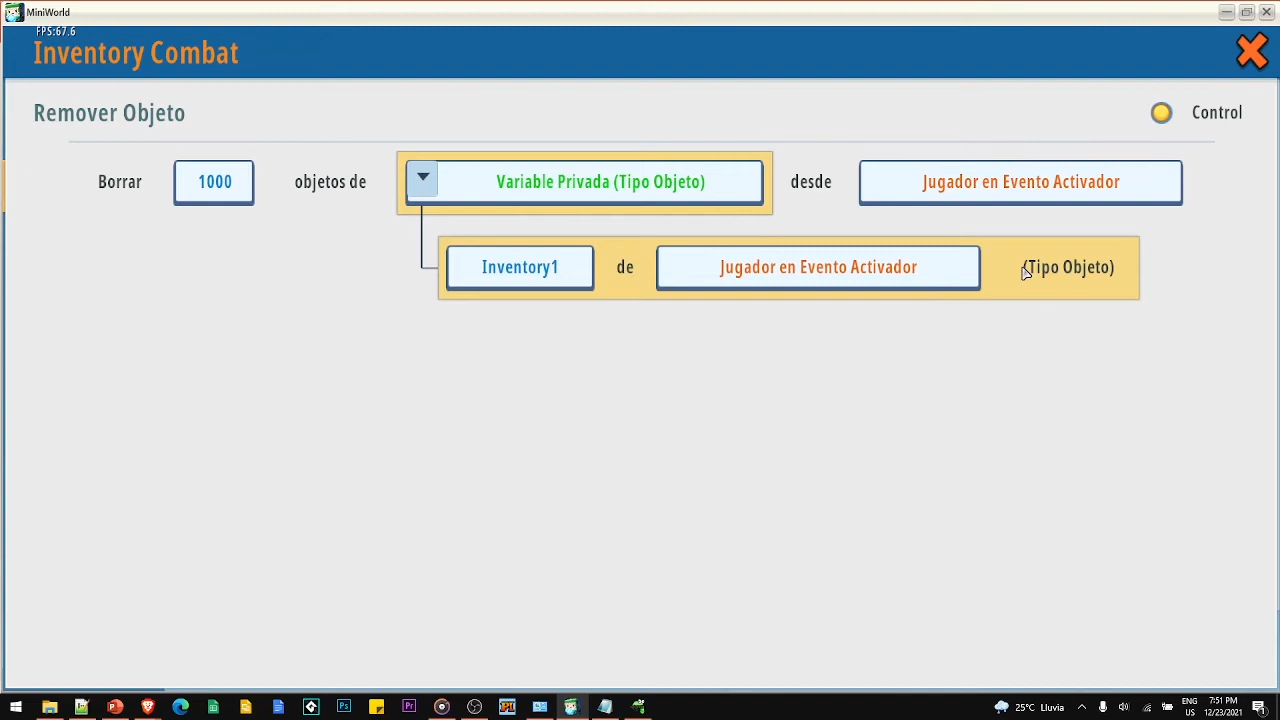 MiniWorld
FPS:67.6
Inventory Combat
Remover Objeto
Control
Borrar 1000 objetos de Variable Privada (Tipo Objeto) desde Jugador en Evento Activador
Inventory1 de Jugador en Evento Activador (Tipo Objeto)
25°C Lluvia
ENG
US
7:51 PM
12/23/2021